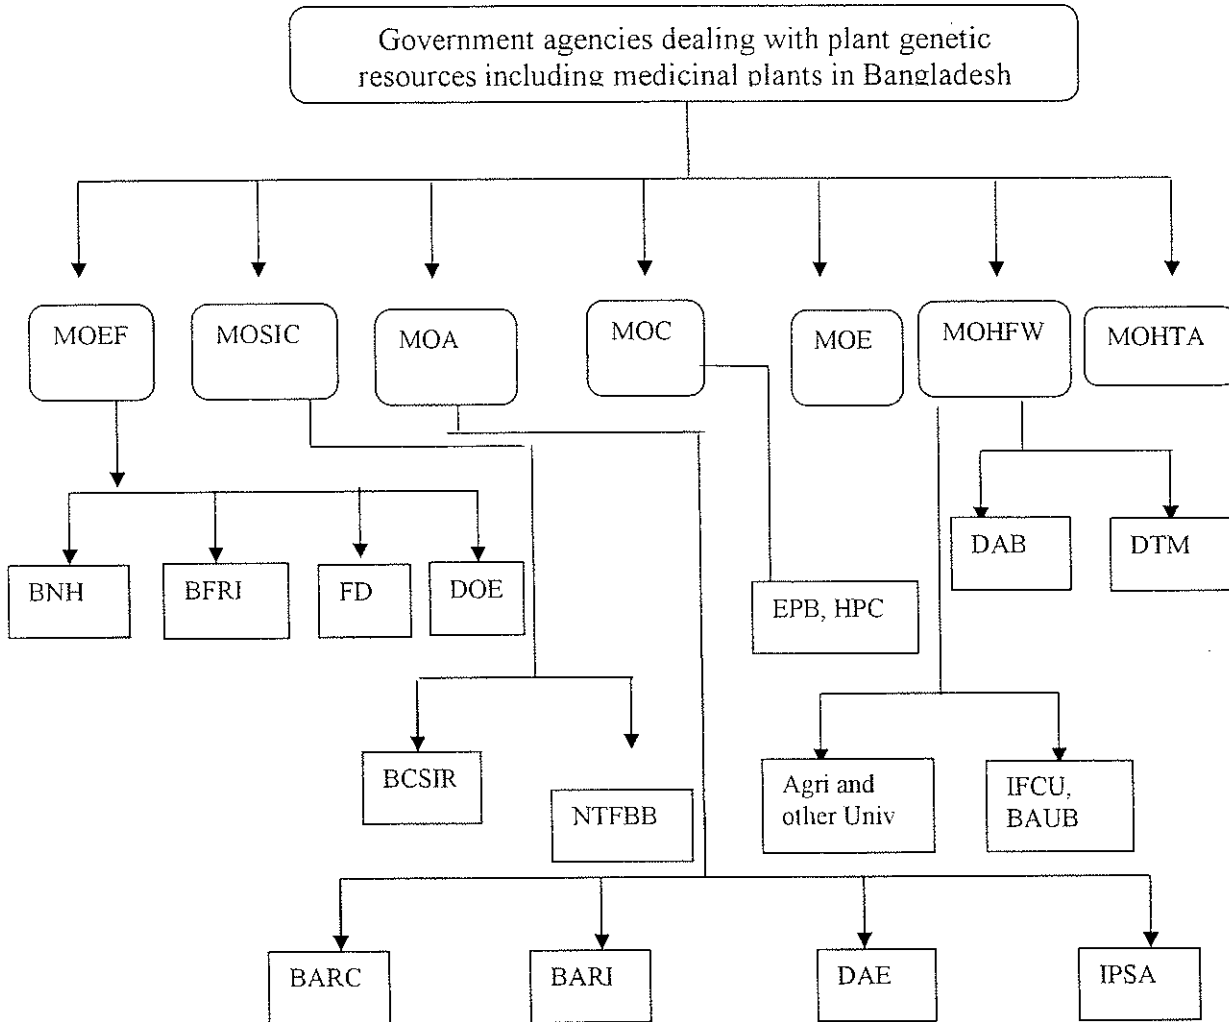 Government agencies dealing with plant genetic
resources including medicinal plants in Bangladesh
MOEF
MOSIC
MOA
MOC
MOE
MOHFW
MOHTA
BNH
BFRI
FD
DOE
DAB
DTM
EPB, HPC
BCSIR
NTFBB
Agri and
other Univ
IFCU,
BAUB
BARC
BARI
DAE
IPSA